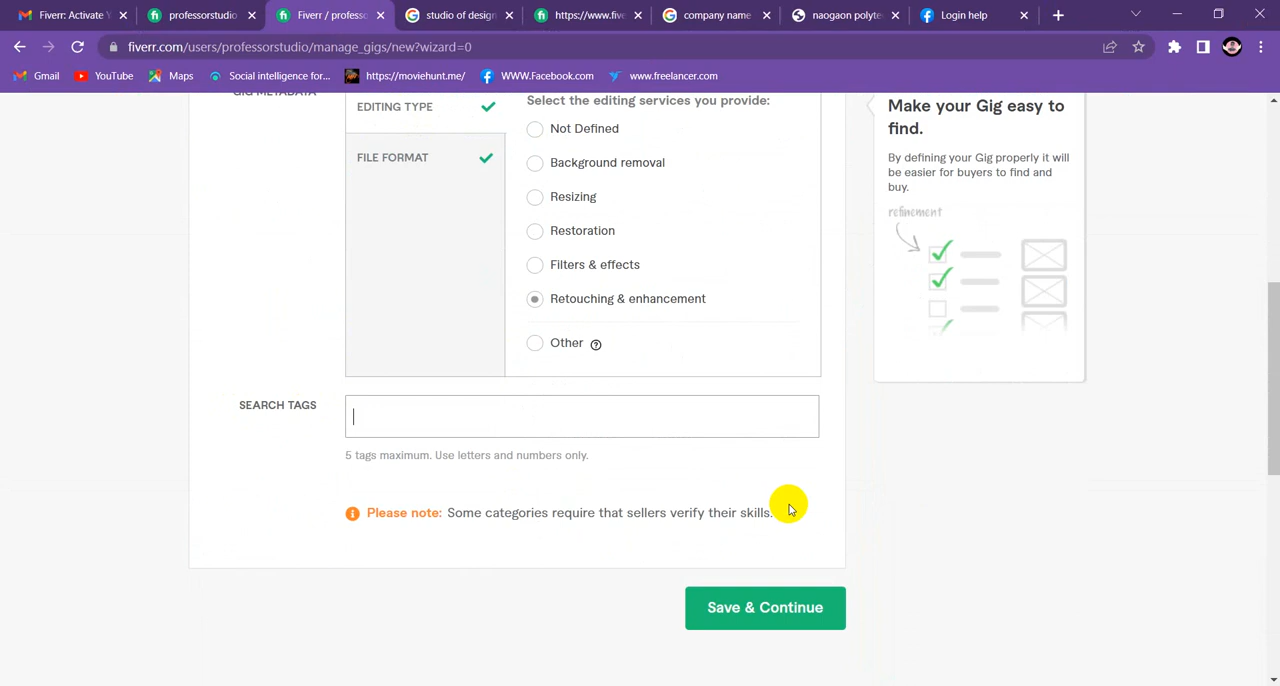 Fiverr: Activate Y
professorstudio
Fiverr / professo
studio of design
https://www.five
company name
naogaon polyte
Login help
fiverr.com/users/professorstudio/manage_gigs/new?wizard=0
Gmail
YouTube
Maps
Social intelligence for...
https://moviehunt.me/
WWW.Facebook.com
www.freelancer.com
GIG METADATA
EDITING TYPE
FILE FORMAT
Select the editing services you provide:
Not Defined
Background removal
Resizing
Restoration
Filters & effects
Retouching & enhancement
Other
SEARCH TAGS
5 tags maximum. Use letters and numbers only.
Please note: Some categories require that sellers verify their skills.
Save & Continue
Make your Gig easy to
find.
By defining your Gig properly it will
be easier for buyers to find and
buy.
refinement